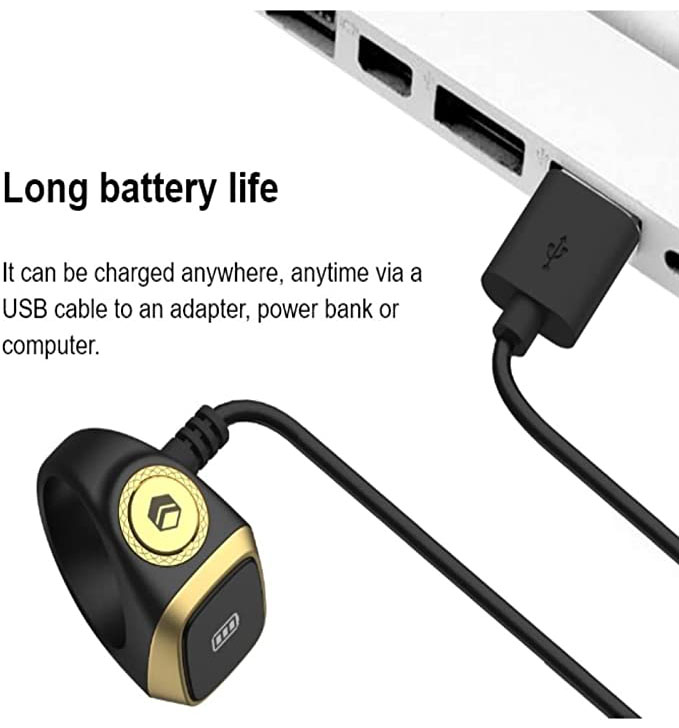 Long battery life
It can be charged anywhere, anytime via a
USB cable to an adapter, power bank or
computer.